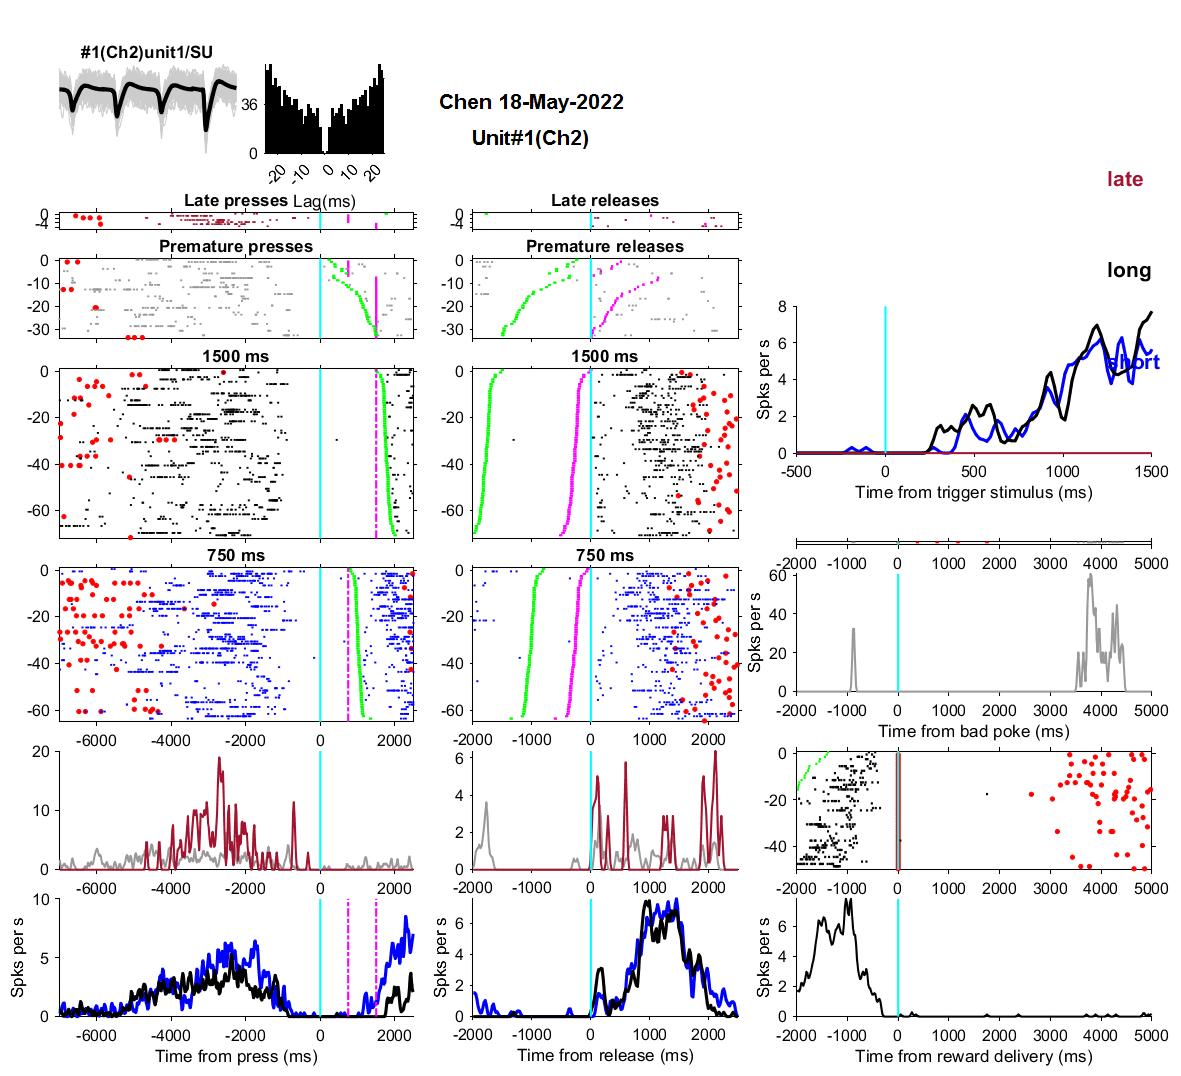 #1(Ch2)unit1/SU
36
0
-20 -10 0 10 20
Lag(ms)
Chen 18-May-2022
Unit#1(Ch2)
late
long
short
Late presses
0
-4
Late releases
0
-4
Premature presses
0
-10
-20
-30
Premature releases
0
-10
-20
-30
1500 ms
0
-20
-40
-60
1500 ms
0
-20
-40
-60
750 ms
0
-20
-40
-60
-6000 -4000 -2000 0 2000
750 ms
0
-20
-40
-60
-2000 -1000 0 1000 2000
20
10
0
-6000 -4000 -2000 0 2000
6
4
2
0
-2000 -1000 0 1000 2000
Spks per s
10
5
0
-6000 -4000 -2000 0 2000
Time from press (ms)
Spks per s
6
4
2
0
-2000 -1000 0 1000 2000
Time from release (ms)
Spks per s
8
6
4
2
0
-500 0 500 1000 1500
Time from trigger stimulus (ms)
-2000 -1000 0 1000 2000 3000 4000 5000
Spks per s
60
40
20
0
-2000 -1000 0 1000 2000 3000 4000 5000
Time from bad poke (ms)
0
-20
-40
-2000 -1000 0 1000 2000 3000 4000 5000
Spks per s
6
4
2
0
-2000 -1000 0 1000 2000 3000 4000 5000
Time from reward delivery (ms)